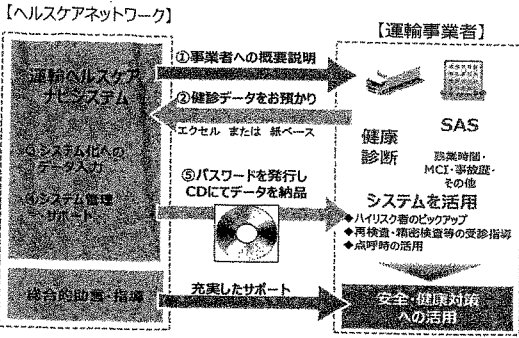 【ヘルスケアネットワーク】
【運輸事業者】
運輸ヘルスケア
ナビシステム
①事業者への概要説明
②健診データをお預かり
エクセル または 紙ベース
③システム化への
データ入力
④システム管理
サポート
⑤パスワードを発行し
CDにてデータを納品
健康
診断
SAS
残業時間・
MCI・事故歴・
その他
システムを活用
◆ハイリスク者のピックアップ
◆再検査・精密検査等の受診指導
◆点呼時の活用
総合的助言・指導
充実したサポート
安全・健康対策
への活用